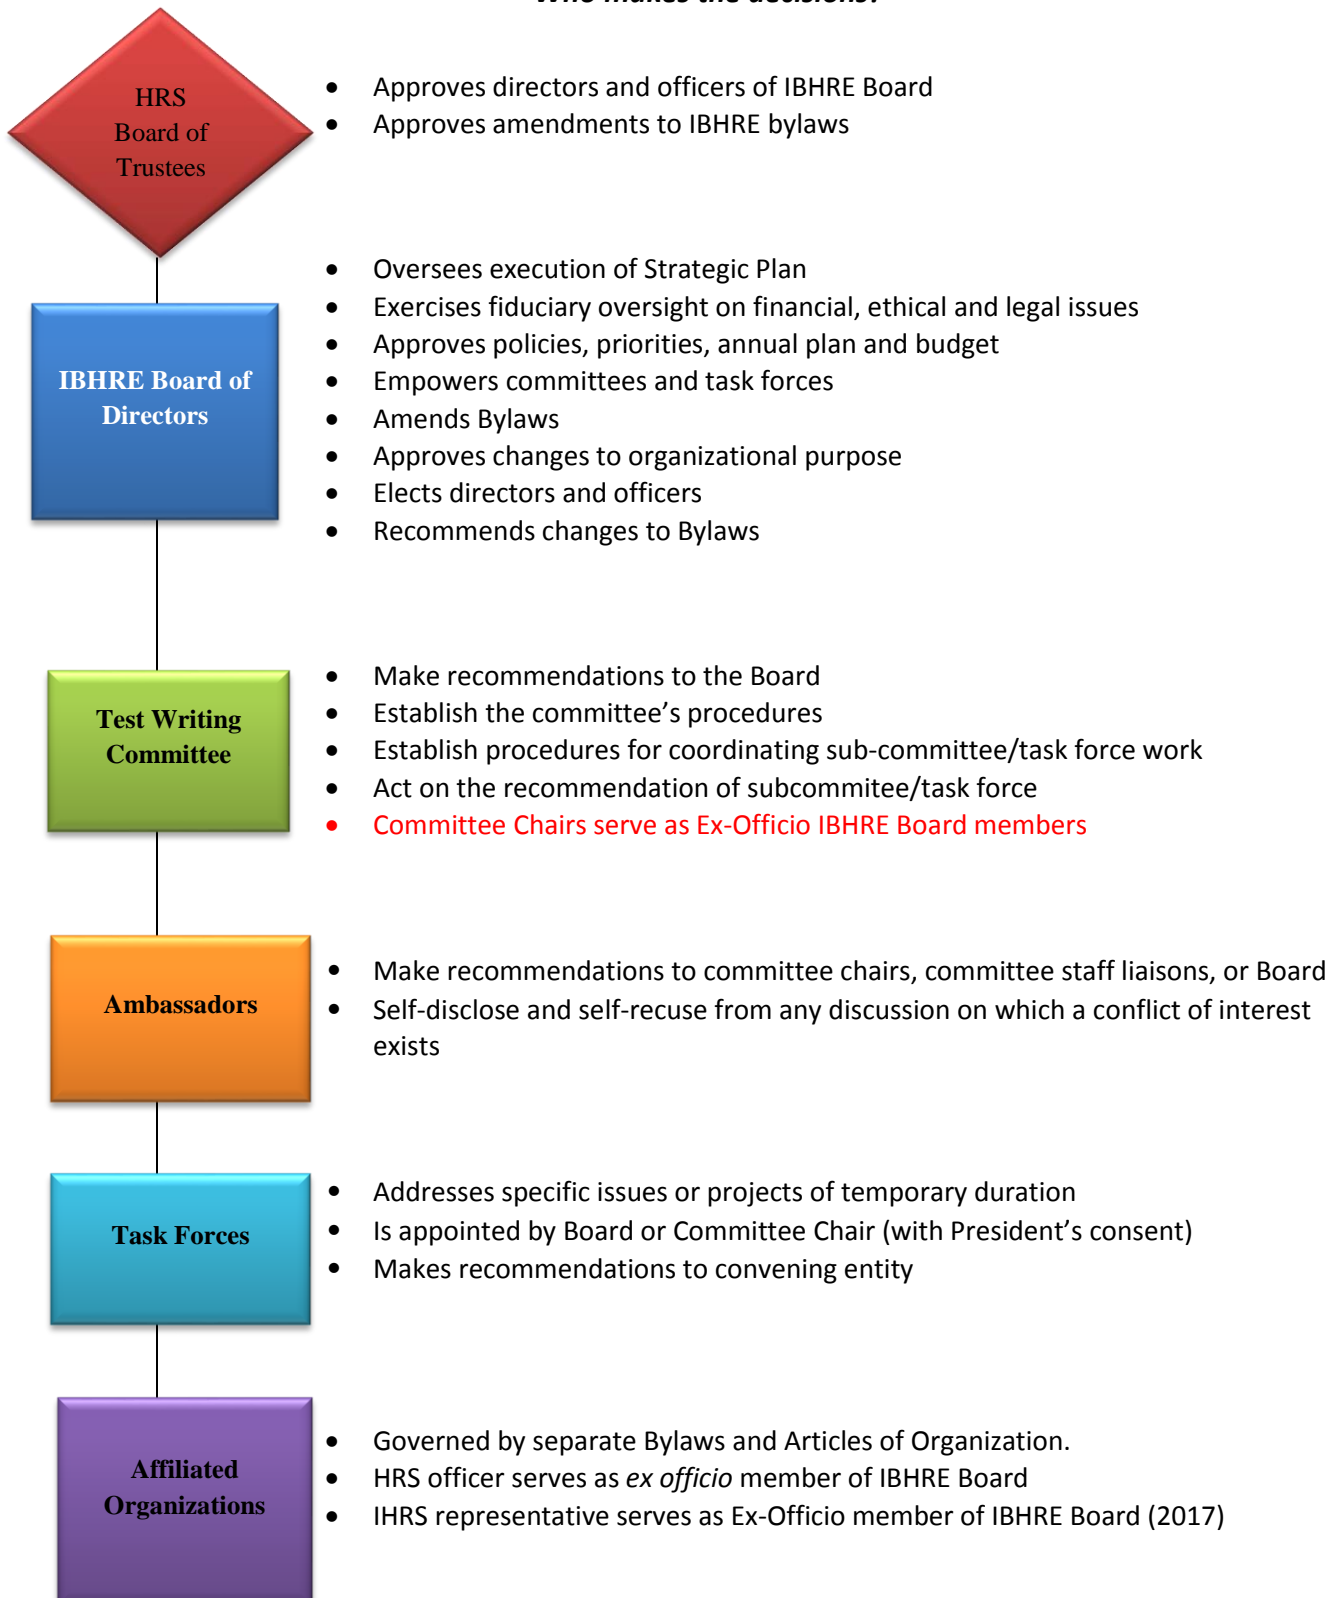 Who makes the decisions?
HRS
Board of
Trustees
• Approves directors and officers of IBHRE Board
• Approves amendments to IBHRE bylaws
IBHRE Board of
Directors
• Oversees execution of Strategic Plan
• Exercises fiduciary oversight on financial, ethical and legal issues
• Approves policies, priorities, annual plan and budget
• Empowers committees and task forces
• Amends Bylaws
• Approves changes to organizational purpose
• Elects directors and officers
• Recommends changes to Bylaws
Test Writing
Committee
• Make recommendations to the Board
• Establish the committee’s procedures
• Establish procedures for coordinating sub-committee/task force work
• Act on the recommendation of subcommitee/task force
• Committee Chairs serve as Ex-Officio IBHRE Board members
Ambassadors
• Make recommendations to committee chairs, committee staff liaisons, or Board
• Self-disclose and self-recuse from any discussion on which a conflict of interest
exists
Task Forces
• Addresses specific issues or projects of temporary duration
• Is appointed by Board or Committee Chair (with President’s consent)
• Makes recommendations to convening entity
Affiliated
Organizations
• Governed by separate Bylaws and Articles of Organization.
• HRS officer serves as ex officio member of IBHRE Board
• IHRS representative serves as Ex-Officio member of IBHRE Board (2017)